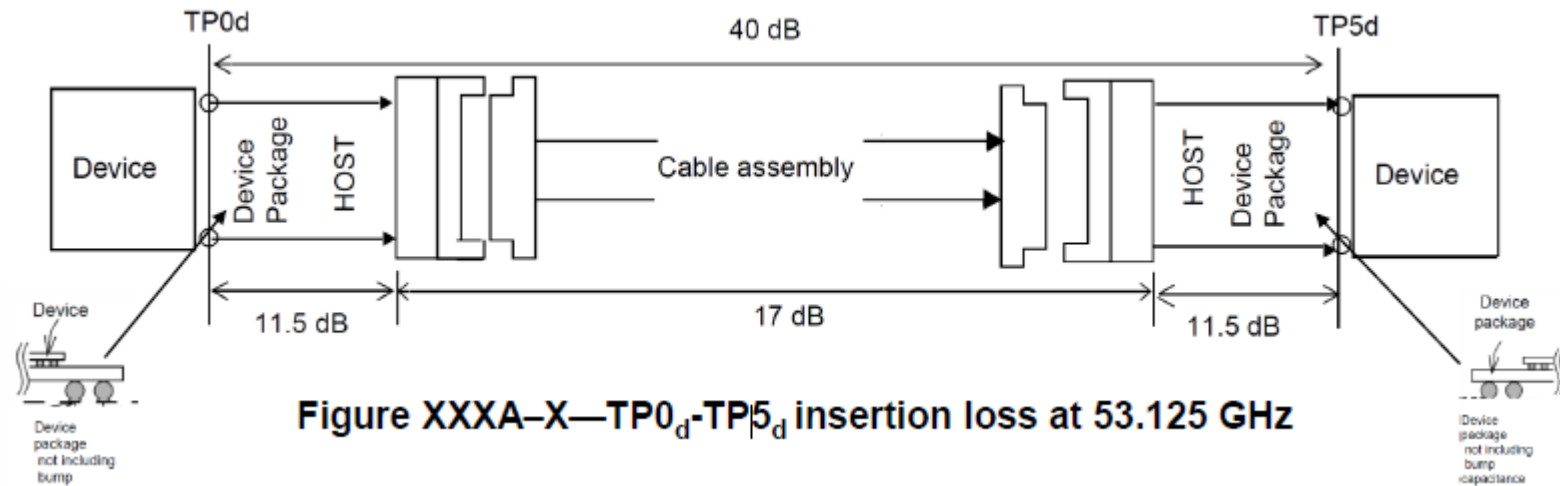 TP0d
40 dB
TP5d
Device
Device
Package
HOST
Cable assembly
HOST
Device
Package
Device
11.5 dB
17 dB
11.5 dB
Device
Device
package
not including
bump
Device
package
Device
package
not including
bump
capacitance
Figure XXXA–X—TP0d-TP5d insertion loss at 53.125 GHz